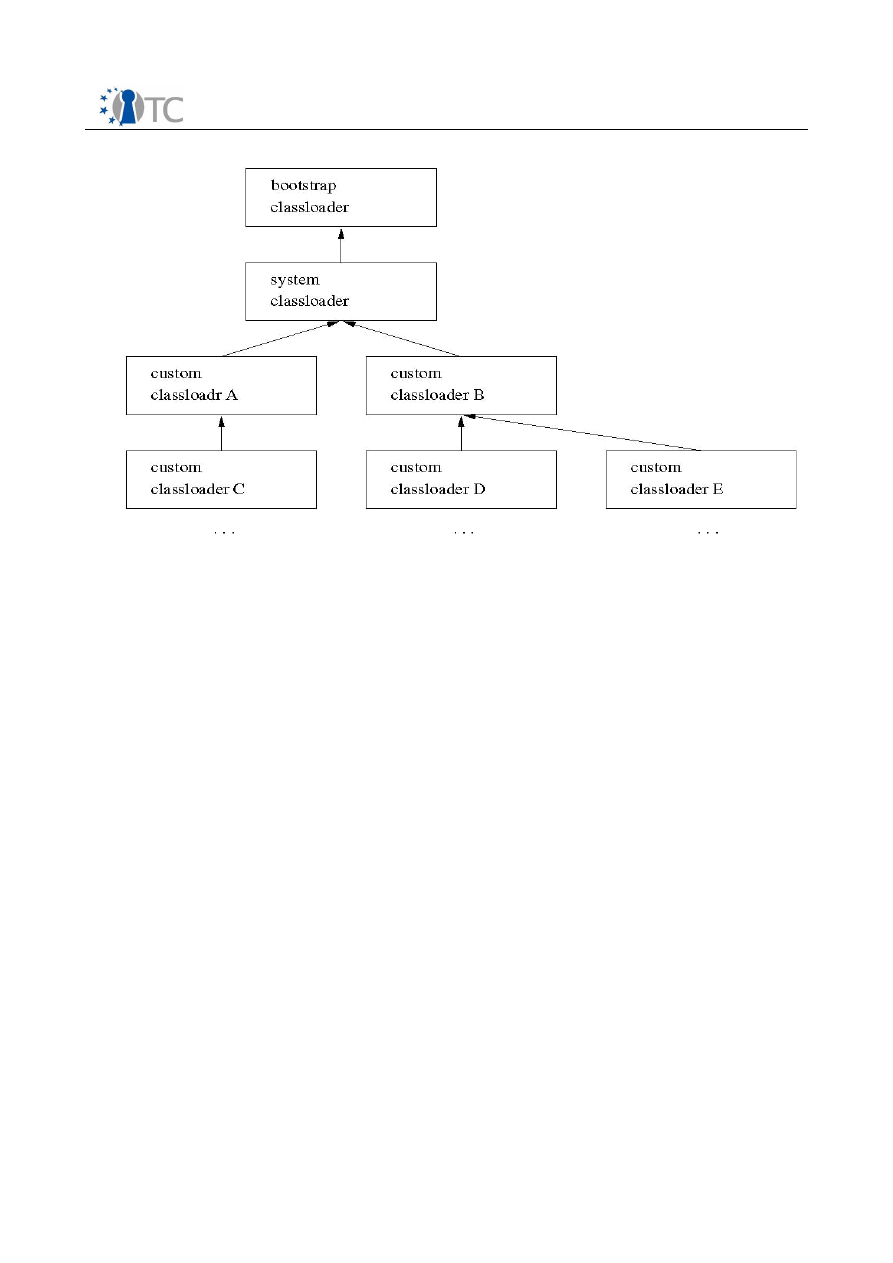 TC
bootstrap
classloader
system
classloader
custom
classloadr A
custom
classloader B
custom
classloader C
custom
classloader D
custom
classloader E
. . .
. . .
. . .